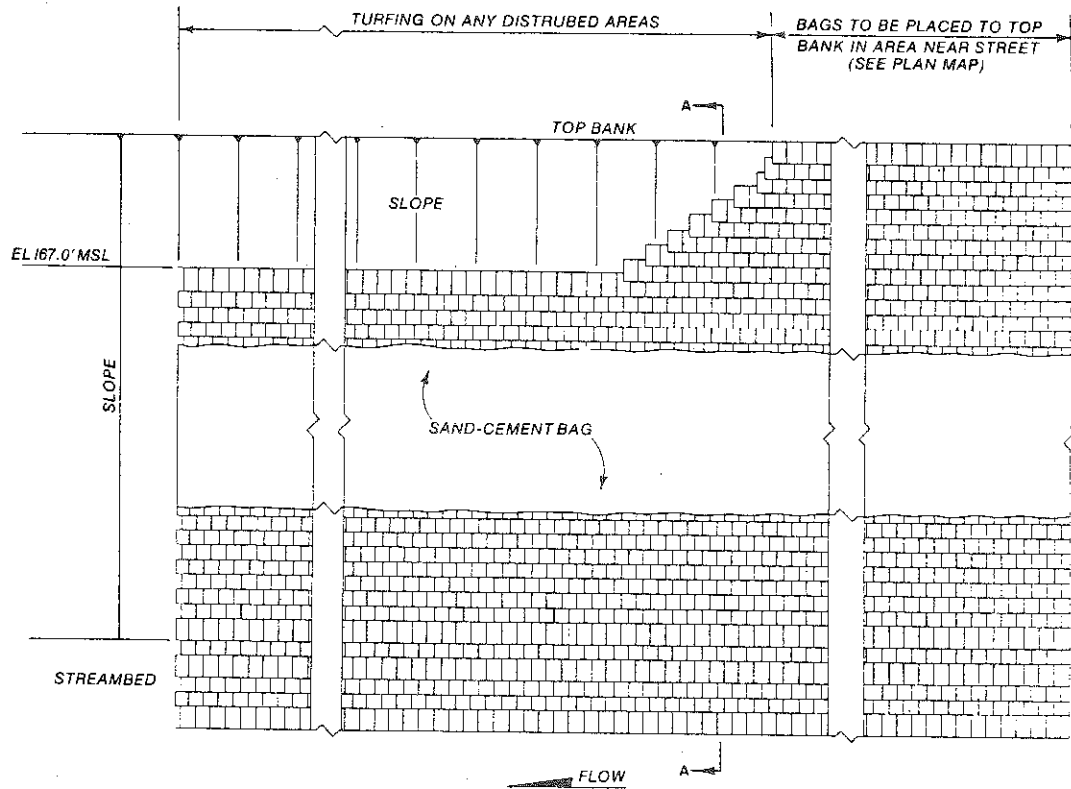 TURFING ON ANY DISTRUBED AREAS
BAGS TO BE PLACED TO TOP
BANK IN AREA NEAR STREET
(SEE PLAN MAP)
A
TOP BANK
SLOPE
EL 167.0' MSL
SLOPE
SAND-CEMENT BAG
STREAMBED
A
FLOW